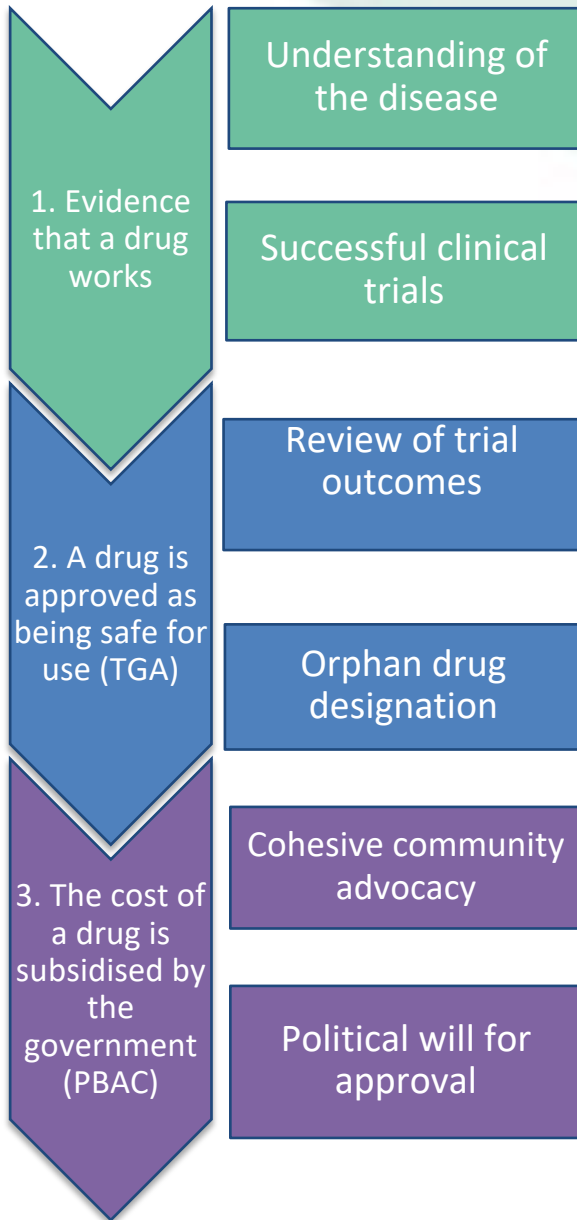 Understanding of
the disease
1. Evidence
that a drug
works
Successful clinical
trials
Review of trial
outcomes
2. A drug is
approved as
being safe for
use (TGA)
Orphan drug
designation
Cohesive community
advocacy
3. The cost of
a drug is
subsidised by
the
government
(PBAC)
Political will for
approval